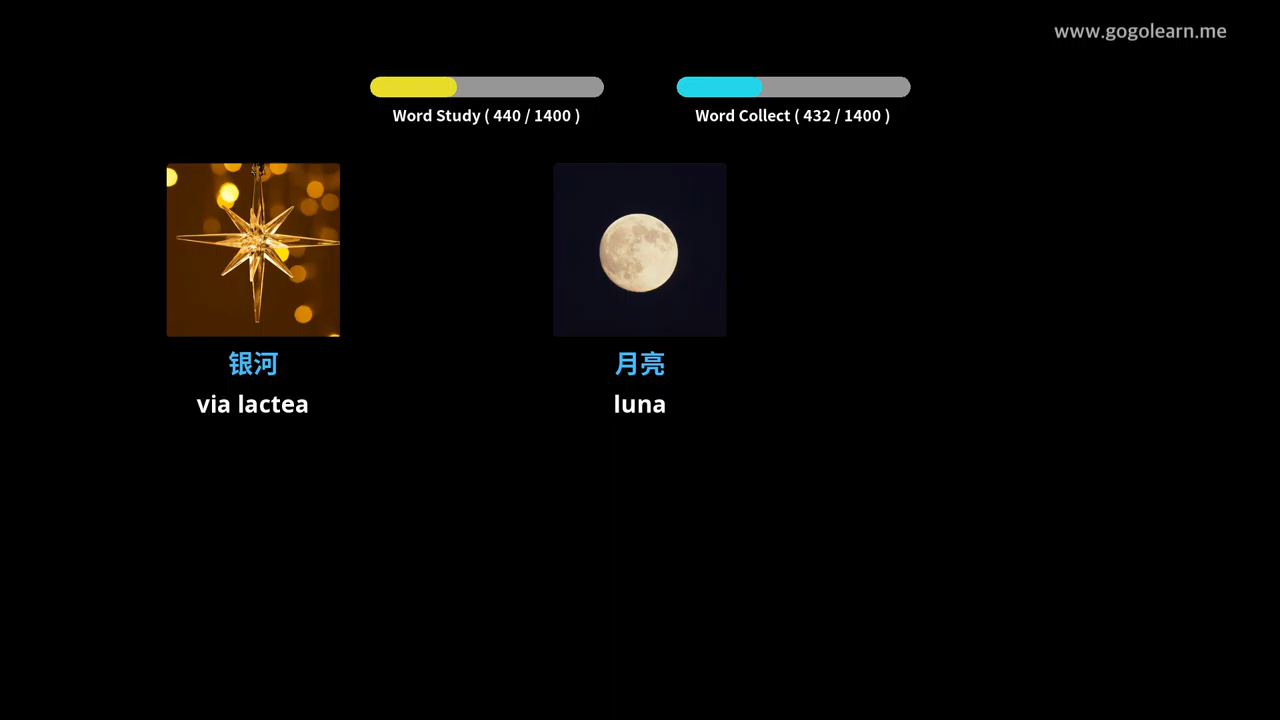 www.gogolearn.me
Word Study ( 440 / 1400 )
Word Collect ( 432 / 1400 )
银河
via lactea
月亮
luna